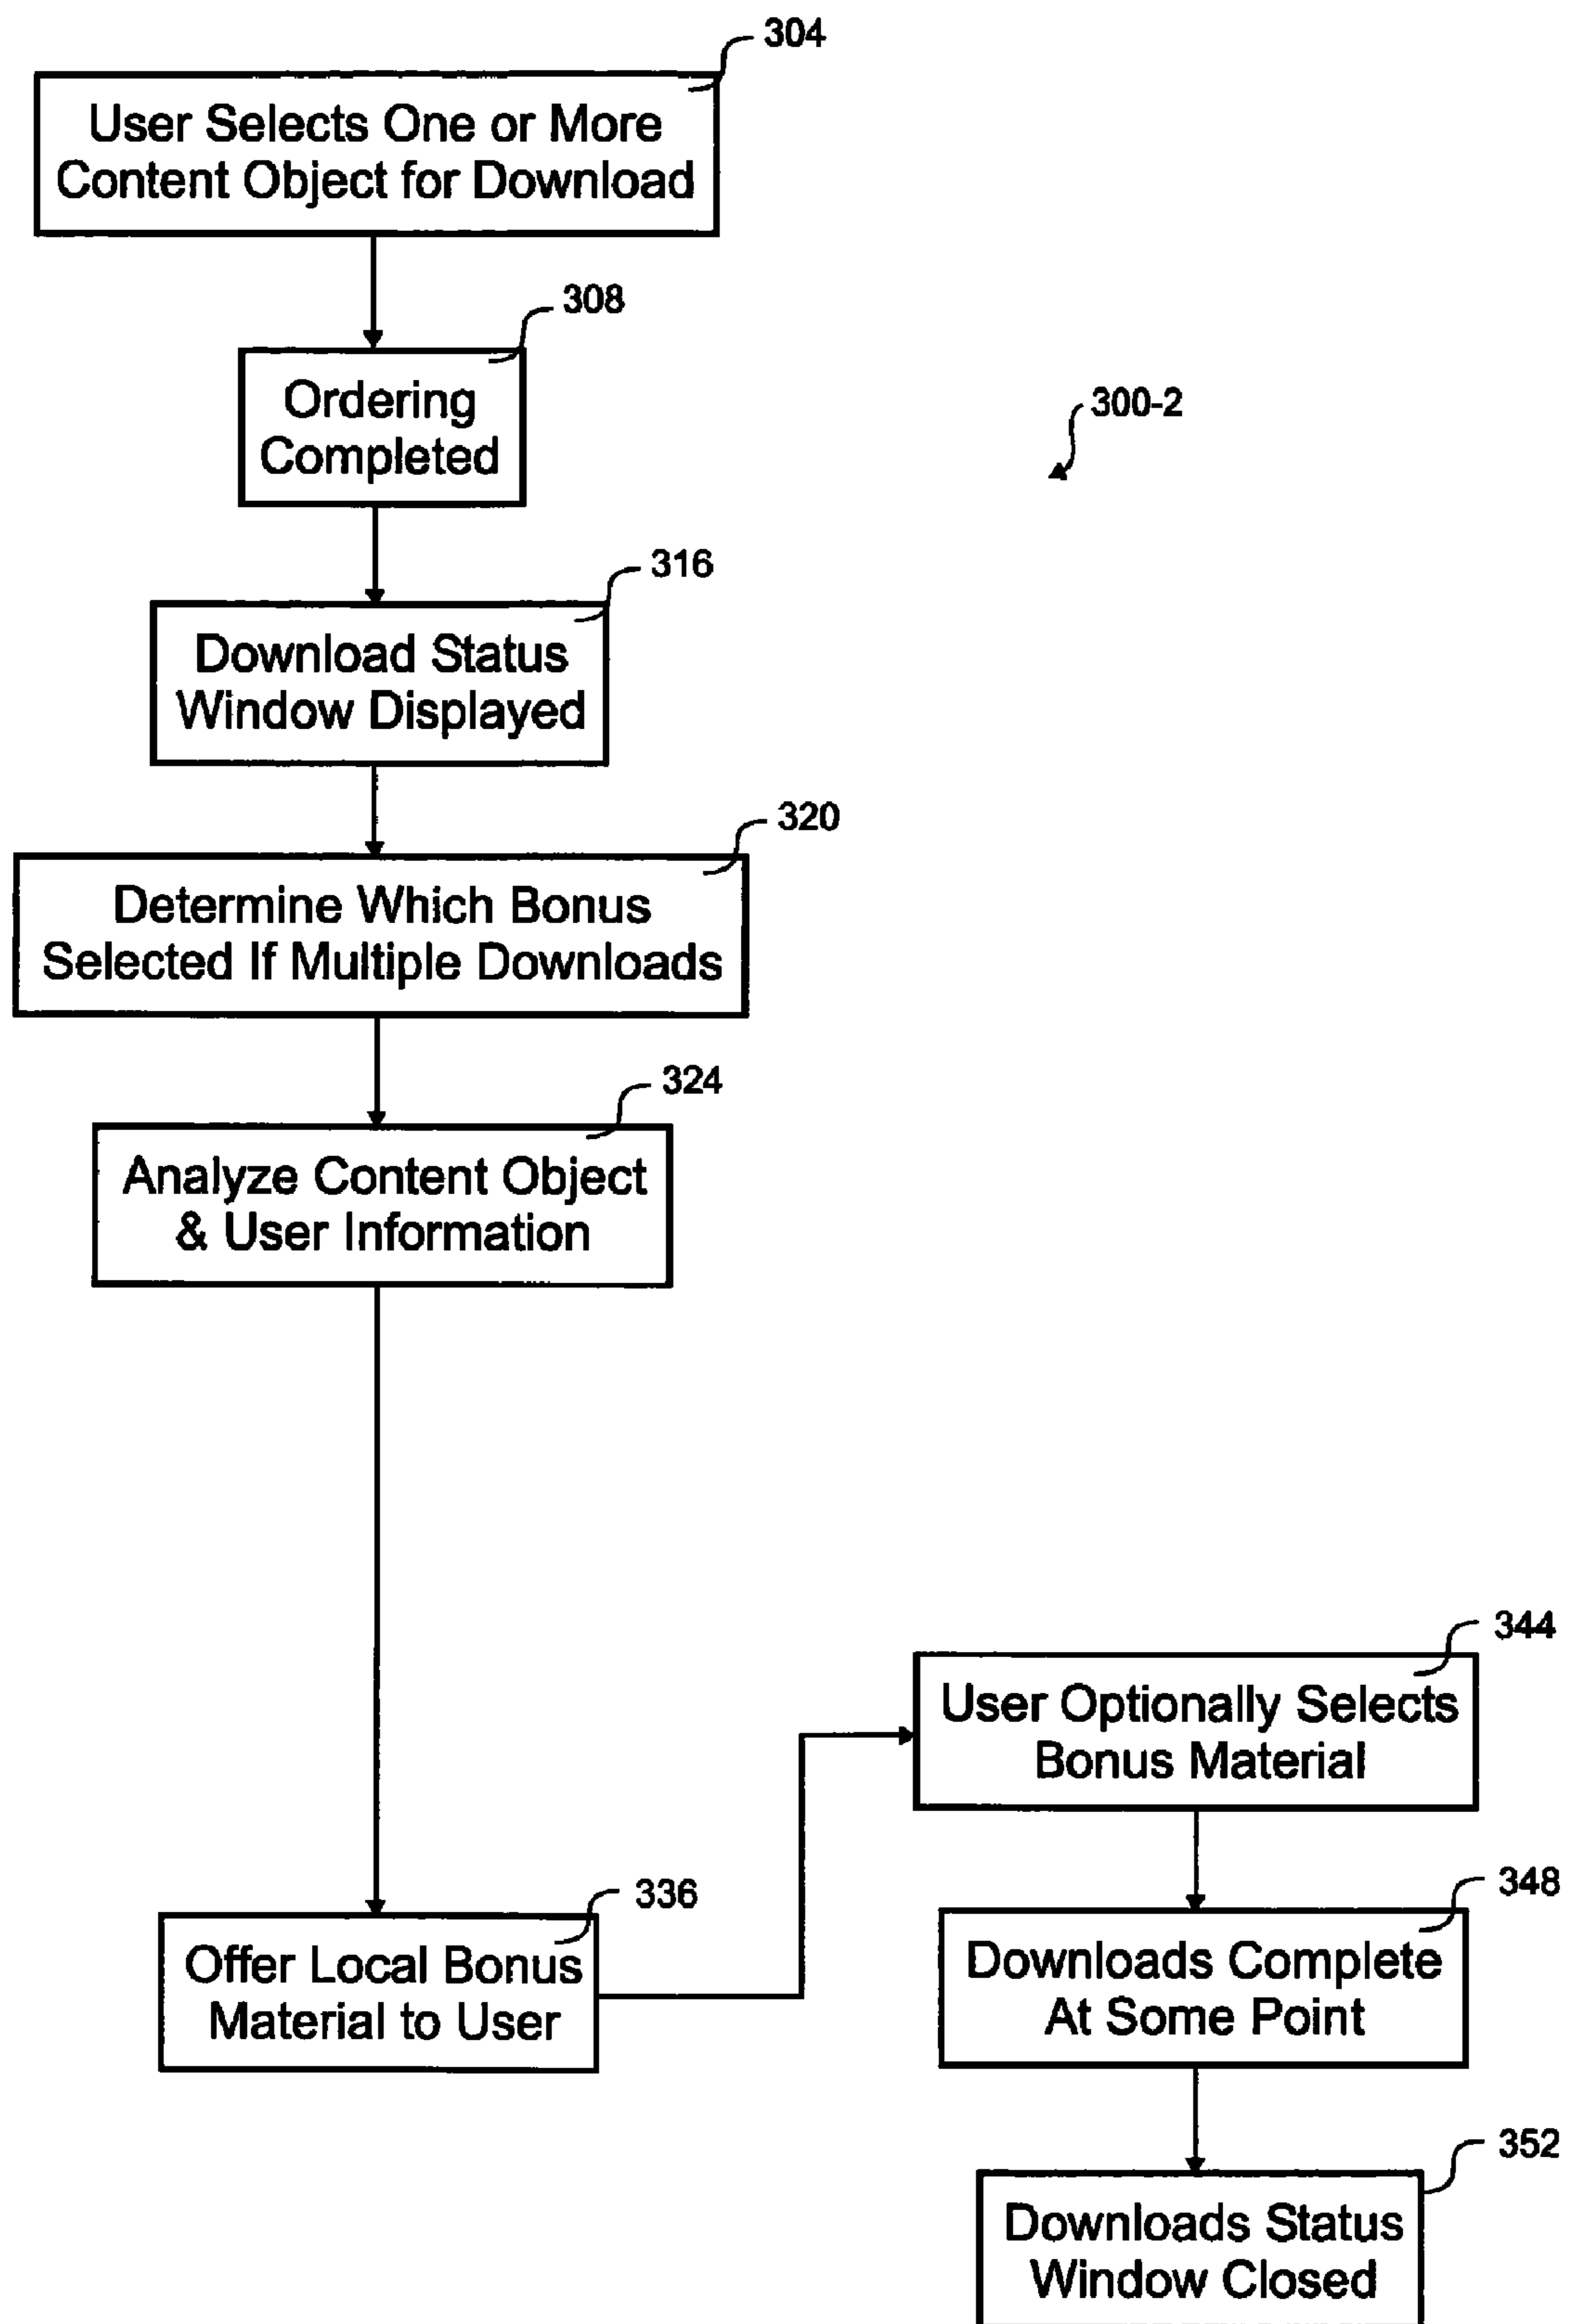 304
User Selects One or More
Content Object for Download
308
Ordering
Completed
300-2
316
Download Status
Window Displayed
320
Determine Which Bonus
Selected If Multiple Downloads
324
Analyze Content Object
& User Information
344
User Optionally Selects
Bonus Material
336
Offer Local Bonus
Material to User
348
Downloads Complete
At Some Point
352
Downloads Status
Window Closed